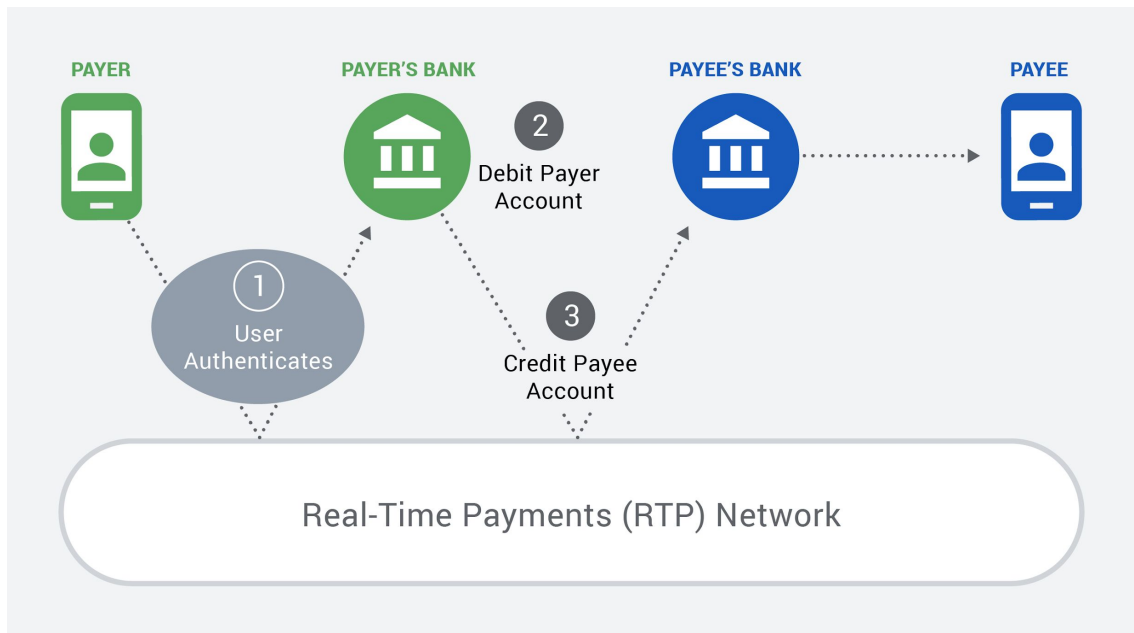 PAYER
PAYER'S BANK
PAYEE'S BANK
PAYEE
2
Debit Payer
Account
1
User
Authenticates
3
Credit Payee
Account
Real-Time Payments (RTP) Network